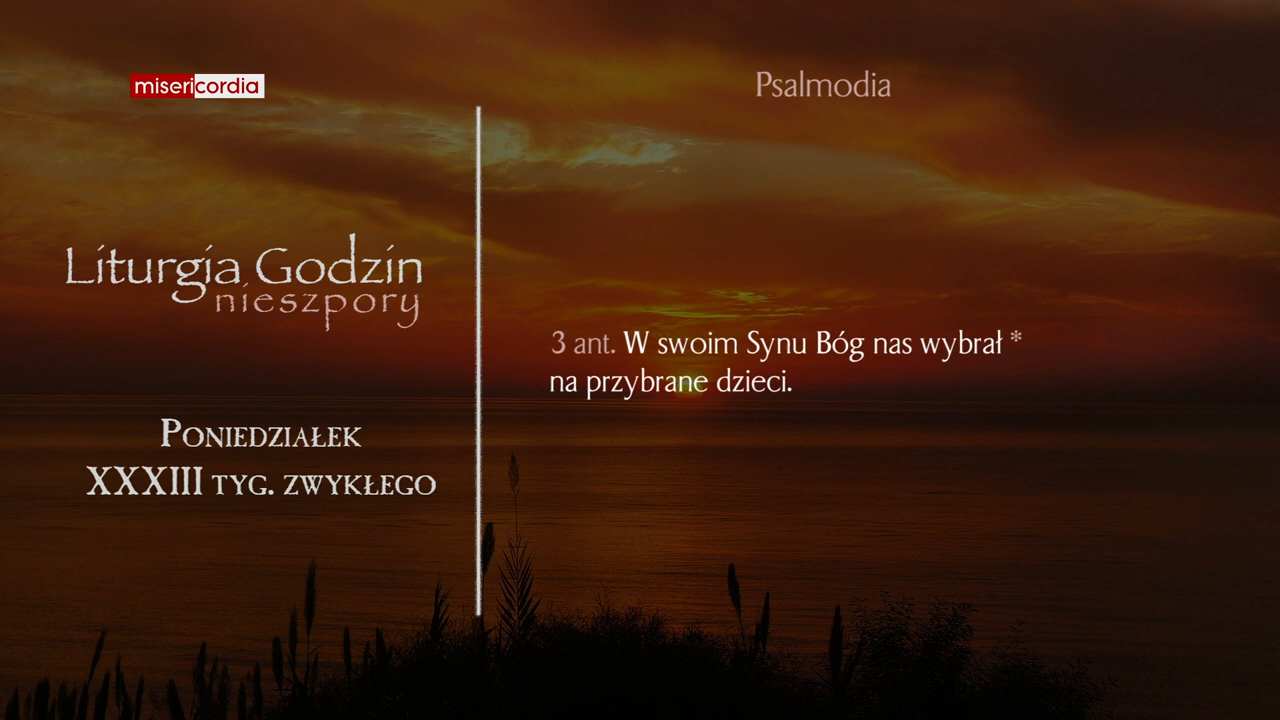 misericordia
Psalmodia
Liturgia Godzin
nieszpory
3 ant. W swoim Synu Bóg nas wybrał *
na przybrane dzieci.
Poniedziałek
XXXIII tyg. zwykłego